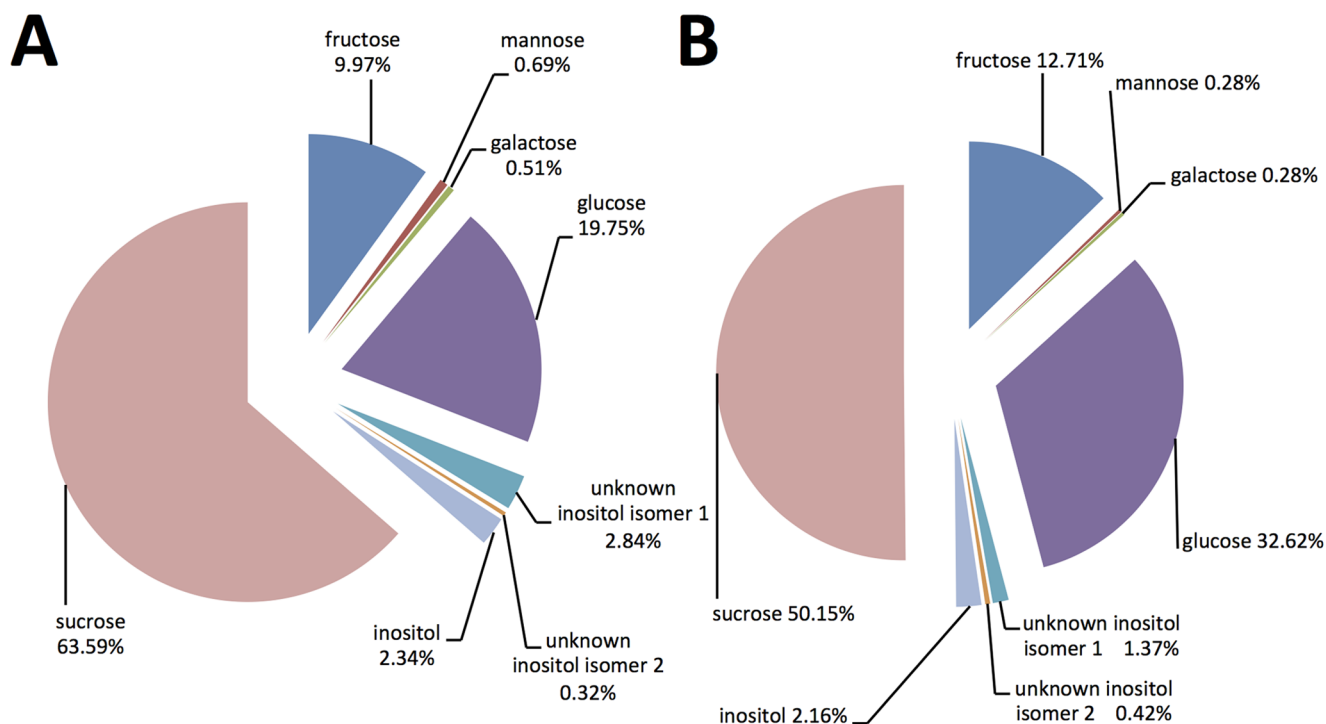 A
fructose
9.97%
mannose
0.69%
galactose
0.51%
glucose
19.75%
unknown
inositol isomer 1
2.84%
unknown
inositol isomer 2
0.32%
inositol
2.34%
sucrose
63.59%
B
fructose 12.71%
mannose 0.28%
galactose 0.28%
glucose 32.62%
unknown inositol
isomer 1 1.37%
unknown inositol
isomer 2 0.42%
inositol 2.16%
sucrose 50.15%